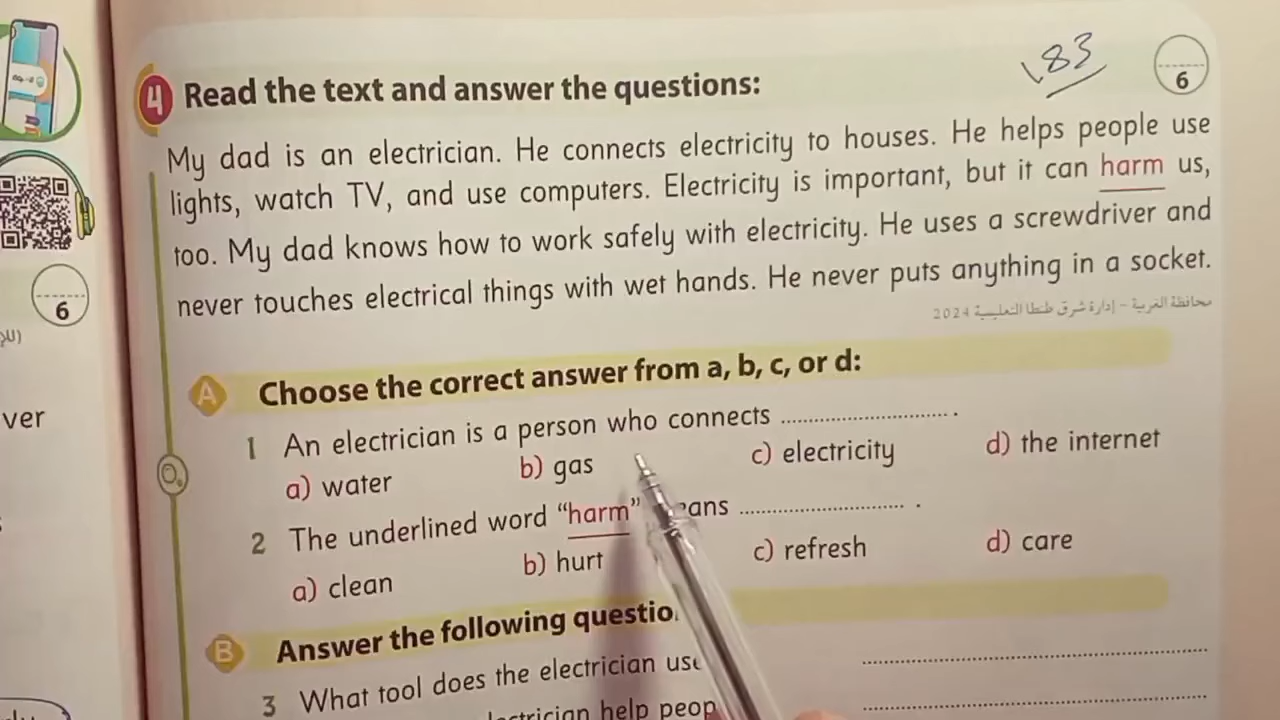 183
6
4 Read the text and answer the questions:
My dad is an electrician. He connects electricity to houses. He helps people use
lights, watch TV, and use computers. Electricity is important, but it can harm us,
too. My dad knows how to work safely with electricity. He uses a screwdriver and
never touches electrical things with wet hands. He never puts anything in a socket.
محافظة الغربية – إدارة شرق طنطا التعليمية 2024
6
ver
A Choose the correct answer from a, b, c, or d:
1 An electrician is a person who connects .............................. .
a) water b) gas c) electricity d) the internet
2 The underlined word “harm” means .............................. .
a) clean b) hurt c) refresh d) care
B Answer the following
3 What tool does the electrician
help